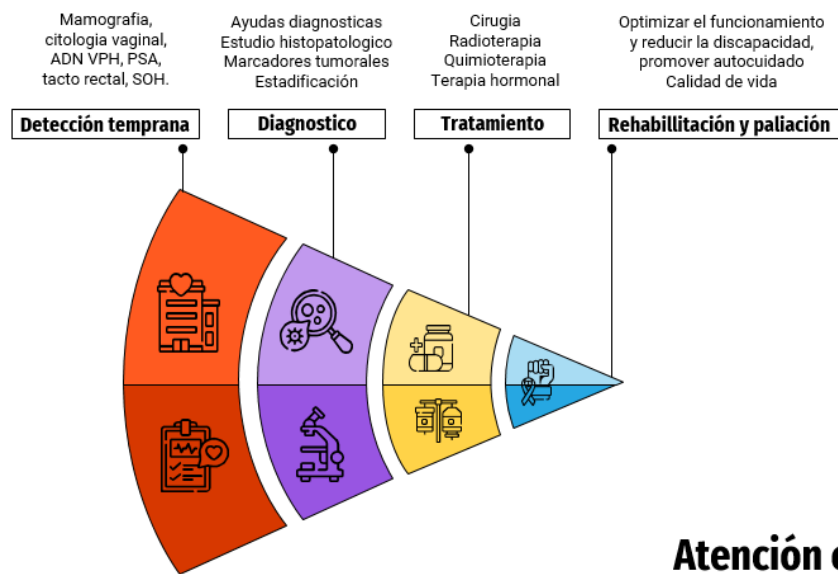 Mamografia,
citologia vaginal,
ADN VPH, PSA,
tacto rectal, SOH.
Detección temprana
Ayudas diagnosticas
Estudio histopatologico
Marcadores tumorales
Estadificación
Diagnostico
Cirugia
Radioterapia
Quimioterapia
Terapia hormonal
Tratamiento
Optimizar el funcionamiento
y reducir la discapacidad,
promover autocuidado
Calidad de vida
Rehabillitación y paliación
Atención